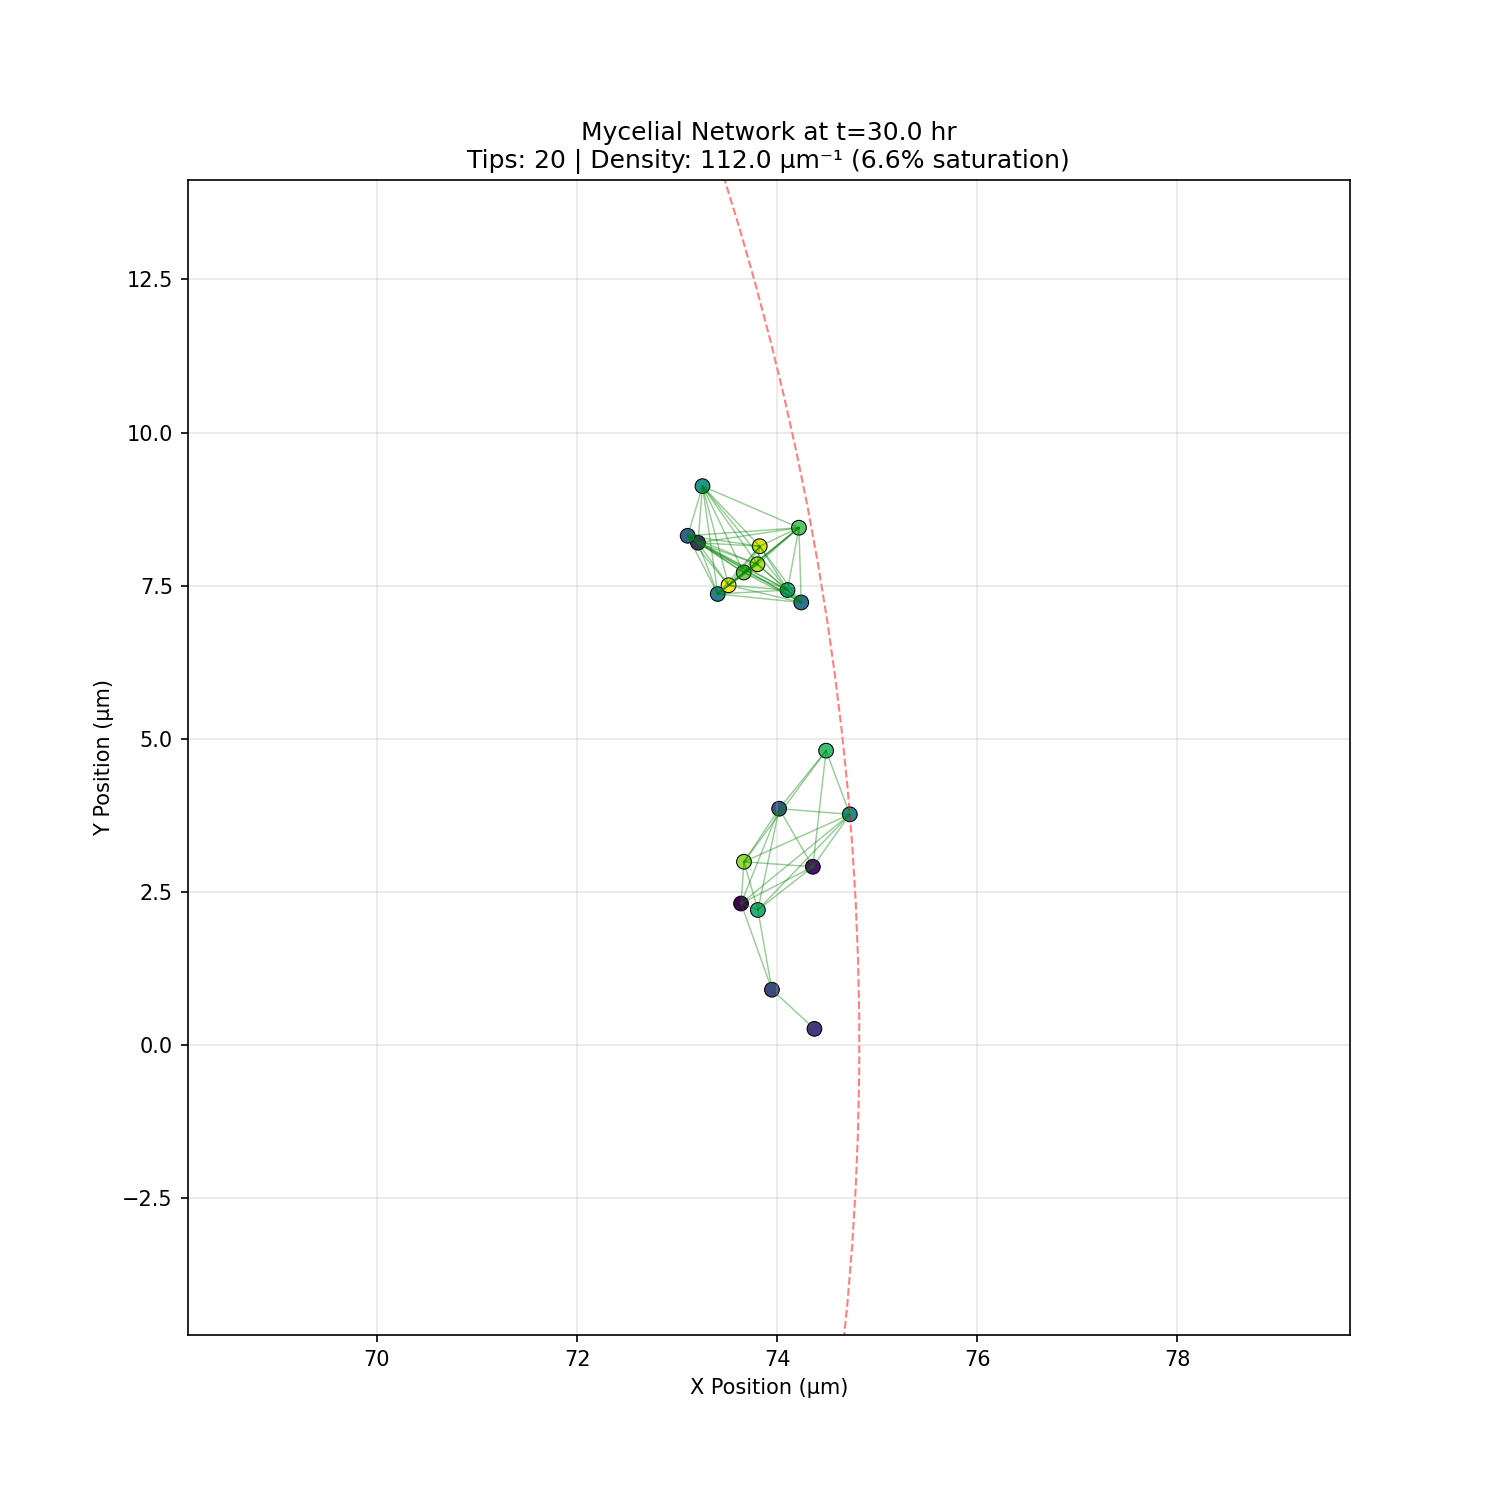 Mycelial Network at t=30.0 hr
Tips: 20 | Density: 112.0 μm⁻¹ (6.6% saturation)
12.5
10.0
7.5
5.0
2.5
0.0
−2.5
Y Position (μm)
70 72 74 76 78
X Position (μm)